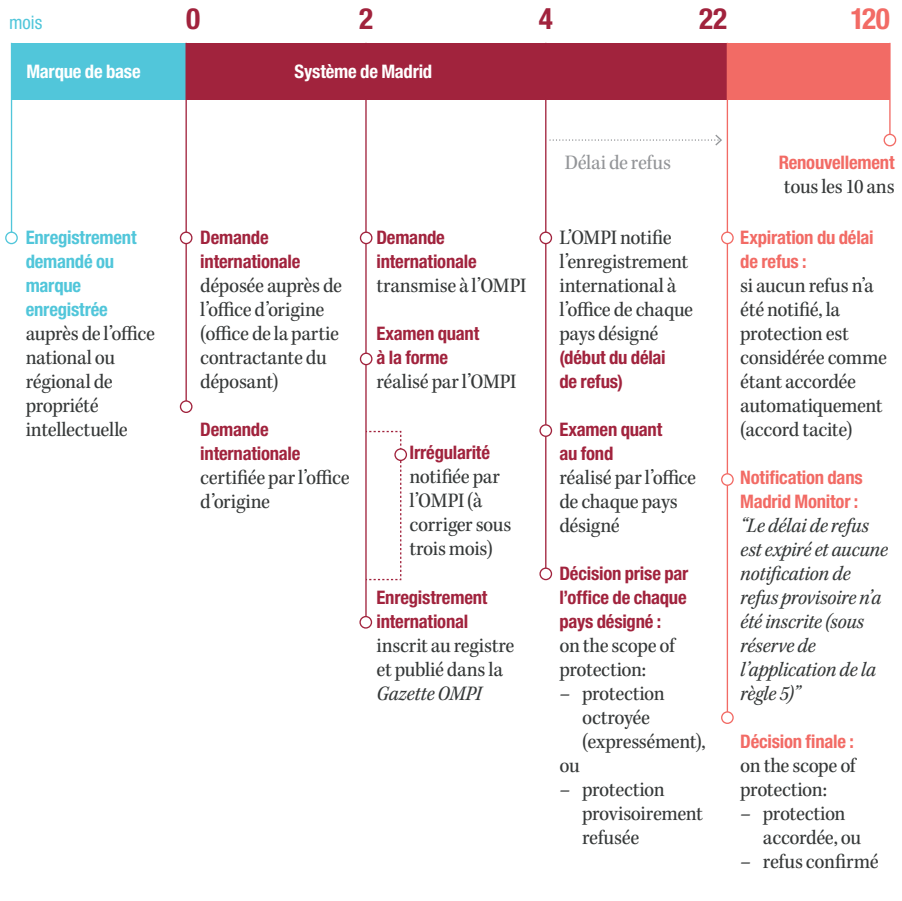 mois
0
2
4
22
120
Marque de base
Système de Madrid
Délai de refus
Renouvellement
tous les 10 ans
Enregistrement
demandé ou
marque
enregistrée
auprès de l’office
national ou
régional de
propriété
intellectuelle
Demande
internationale
déposée auprès de
l’office d’origine
(office de la partie
contractante du
déposant)
Demande
internationale
certifiée par l’office
d’origine
Demande
internationale
transmise à l’OMPI
Examen quant
à la forme
réalisé par l’OMPI
Irrégularité
notifiée par
l’OMPI (à
corriger sous
trois mois)
Enregistrement
international
inscrit au registre
et publié dans la
Gazette OMPI
L’OMPI notifie
l’enregistrement
international à
l’office de chaque
pays désigné
(début du délai
de refus)
Examen quant
au fond
réalisé par l’office
de chaque pays
désigné
Décision prise par
l’office de chaque
pays désigné :
on the scope of
protection:
– protection
octroyée
(expressément),
ou
– protection
provisoirement
refusée
Expiration du délai
de refus :
si aucun refus n’a
été notifié, la
protection est
considérée comme
étant accordée
automatiquement
(accord tacite)
Notification dans
Madrid Monitor :
“Le délai de refus
est expiré et aucune
notification de
refus provisoire n’a
été inscrite (sous
réserve de
l’application de la
règle 5)”
Décision finale :
on the scope of
protection:
– protection
accordée, ou
– refus confirmé